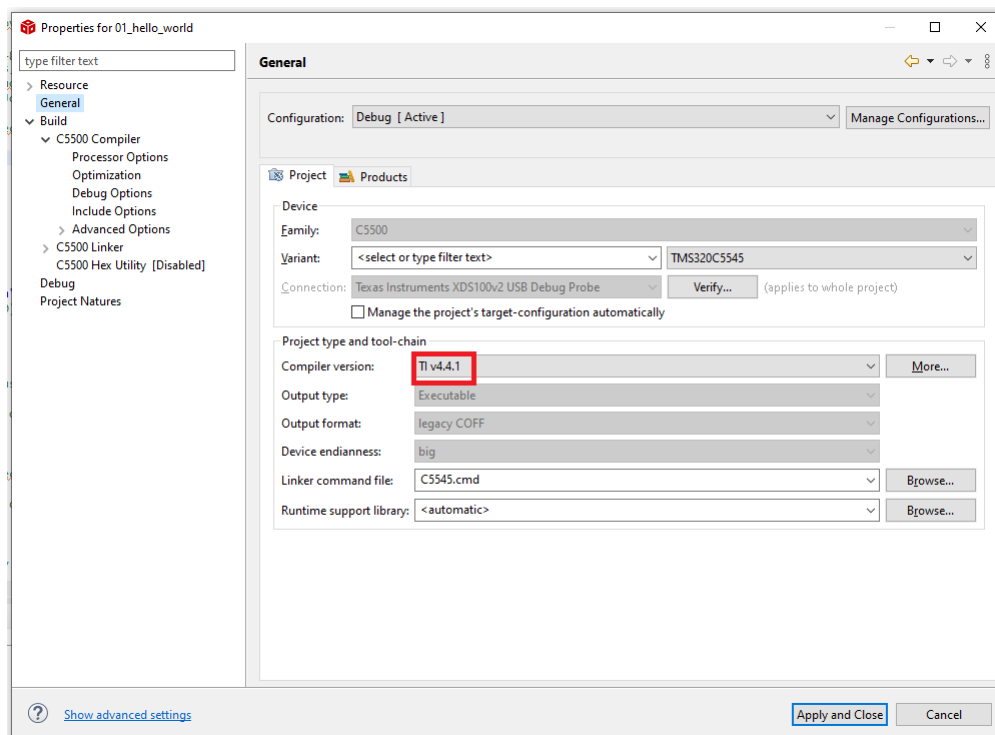 Properties for 01_hello_world
type filter text
Resource
General
Build
C5500 Compiler
Processor Options
Optimization
Debug Options
Include Options
Advanced Options
C5500 Linker
C5500 Hex Utility [Disabled]
Debug
Project Natures
General
Configuration: Debug [ Active ] Manage Configurations...
Project Products
Device
Family: C5500
Variant: <select or type filter text> TMS320C5545
Connection: Texas Instruments XDS100v2 USB Debug Probe Verify... (applies to whole project)
Manage the project's target-configuration automatically
Project type and tool-chain
Compiler version: TI v4.4.1 More...
Output type: Executable
Output format: legacy COFF
Device endianness: big
Linker command file: C5545.cmd Browse...
Runtime support library: <automatic> Browse...
? Show advanced settings Apply and Close Cancel